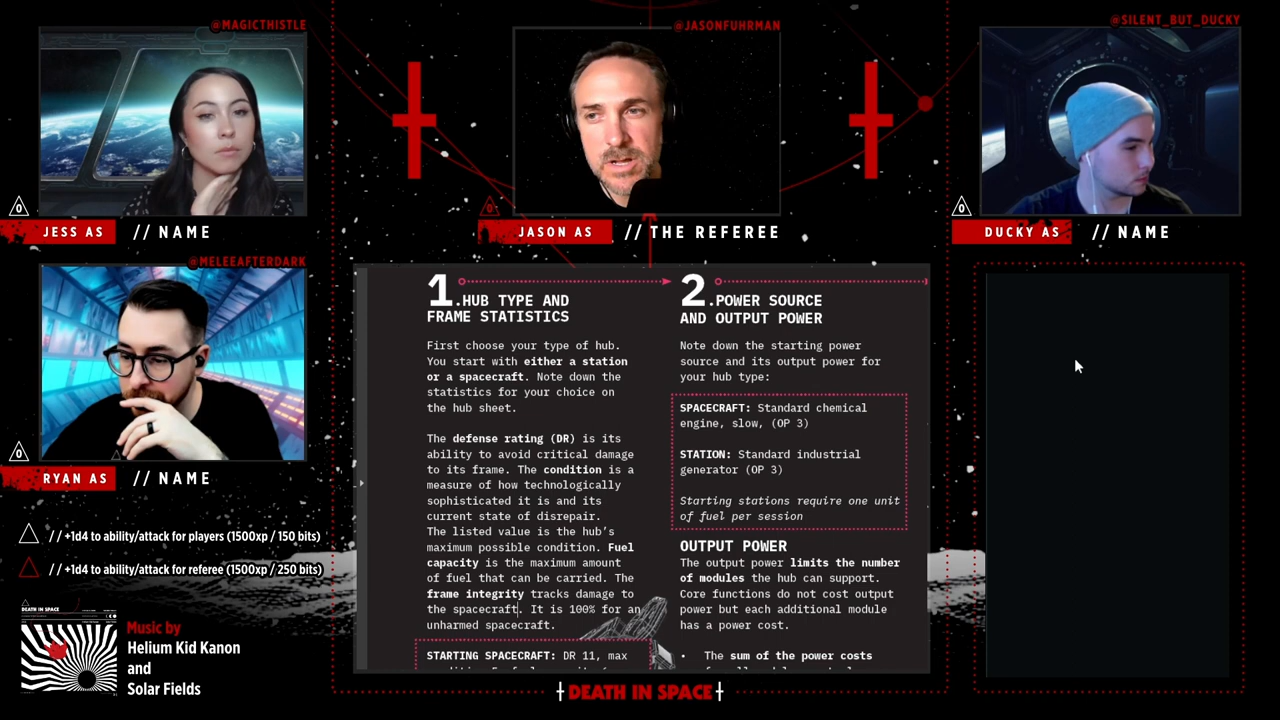 @MAGICTHISTLE
@JASONFUHRMAN
@SILENT_BUT_DUCKY
0
0
0
JESS AS // NAME
JASON AS // THE REFEREE
DUCKY AS // NAME
@MELEEAFTERDARK
0
RYAN AS // NAME
// +1d4 to ability/attack for players (1500xp / 150 bits)
// +1d4 to ability/attack for referee (1500xp / 250 bits)
DEATH IN SPACE
Music by
Helium Kid Kanon
and
Solar Fields
1.HUB TYPE AND
FRAME STATISTICS
First choose your type of hub.
You start with either a station
or a spacecraft. Note down the
statistics for your choice on
the hub sheet.
The defense rating (DR) is its
ability to avoid critical damage
to its frame. The condition is a
measure of how technologically
sophisticated it is and its
current state of disrepair.
The listed value is the hub's
maximum possible condition. Fuel
capacity is the maximum amount
of fuel that can be carried. The
frame integrity tracks damage to
the spacecraft. It is 100% for an
unharmed spacecraft.
STARTING SPACECRAFT: DR 11, max
2.POWER SOURCE
AND OUTPUT POWER
Note down the starting power
source and its output power for
your hub type:
SPACECRAFT: Standard chemical
engine, slow, (OP 3)
STATION: Standard industrial
generator (OP 3)
Starting stations require one unit
of fuel per session
OUTPUT POWER
The output power limits the number
of modules the hub can support.
Core functions do not cost output
power but each additional module
has a power cost.
• The sum of the power costs
DEATH IN SPACE